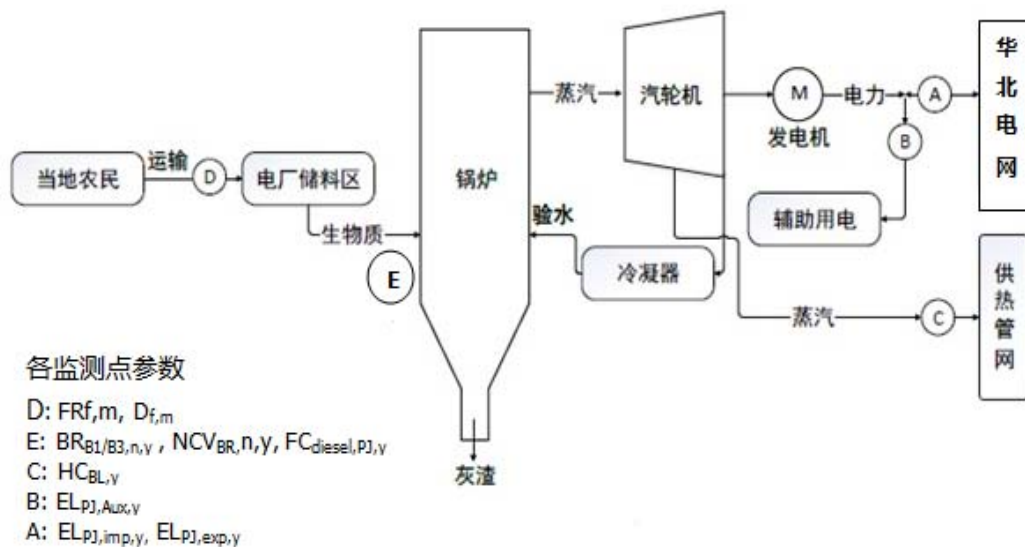 当地农民
运输
D
电厂储料区
生物质
E
锅炉
灰渣
蒸汽
汽轮机
M
发电机
电力
A
B
华北电网
辅助用电
验水
冷凝器
蒸汽
C
供热管网
各监测点参数
D: FRf,m, Df,m
E: BRB1/B3,n,y , NCVBR,n,y, FCdiesel,PJ,y
C: HCBL,y
B: ELPJ,Aux,y
A: ELPJ,imp,y, ELPJ,exp,y